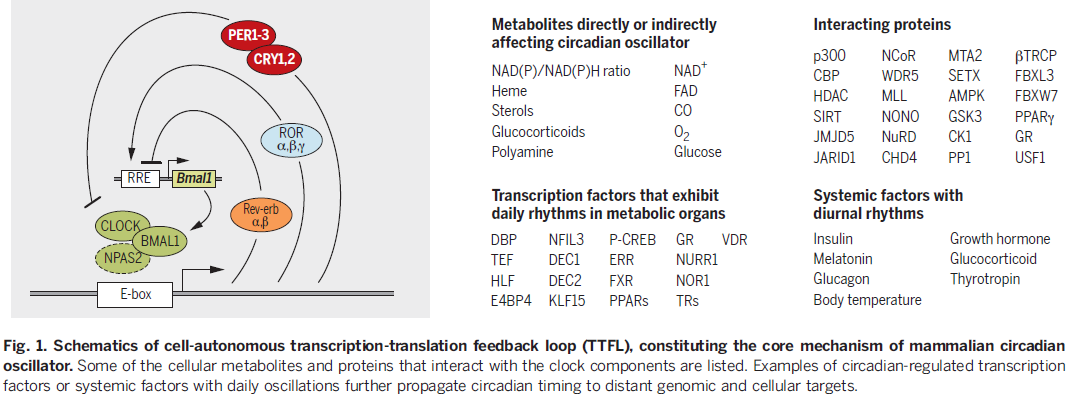 PER1-3
CRY1,2
ROR
α,β,γ
RRE
Bmal1
Rev-erb
α,β
CLOCK
BMAL1
NPAS2
E-box
Metabolites directly or indirectly
affecting circadian oscillator
NAD(P)/NAD(P)H ratio NAD⁺
Heme FAD
Sterols CO
Glucocorticoids O₂
Polyamine Glucose
Interacting proteins
p300 NCoR MTA2 βTRCP
CBP WDR5 SETX FBXL3
HDAC MLL AMPK FBXW7
SIRT NONO GSK3 PPARγ
JMJD5 NuRD CK1 GR
JARID1 CHD4 PP1 USF1
Transcription factors that exhibit
daily rhythms in metabolic organs
DBP NFIL3 P-CREB GR VDR
TEF DEC1 ERR NURR1
HLF DEC2 FXR NOR1
E4BP4 KLF15 PPARs TRs
Systemic factors with
diurnal rhythms
Insulin Growth hormone
Melatonin Glucocorticoid
Glucagon Thyrotropin
Body temperature
Fig. 1. Schematics of cell-autonomous transcription-translation feedback loop (TTFL), constituting the core mechanism of mammalian circadian
oscillator. Some of the cellular metabolites and proteins that interact with the clock components are listed. Examples of circadian-regulated transcription
factors or systemic factors with daily oscillations further propagate circadian timing to distant genomic and cellular targets.